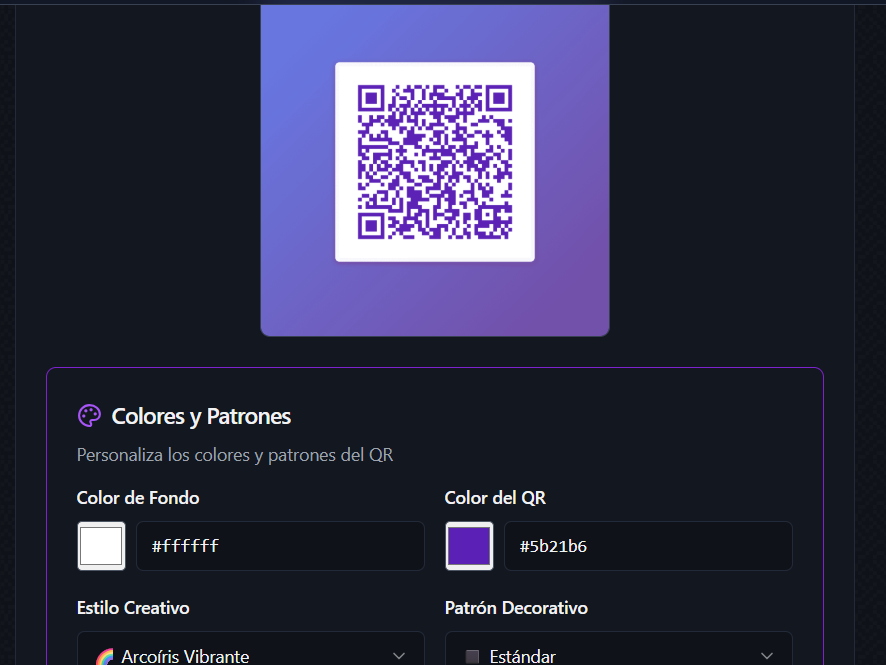 Colores y Patrones
Personaliza los colores y patrones del QR
Color de Fondo
Color del QR
#ffffff
#5b21b6
Estilo Creativo
Patrón Decorativo
Arcoíris Vibrante
Estándar